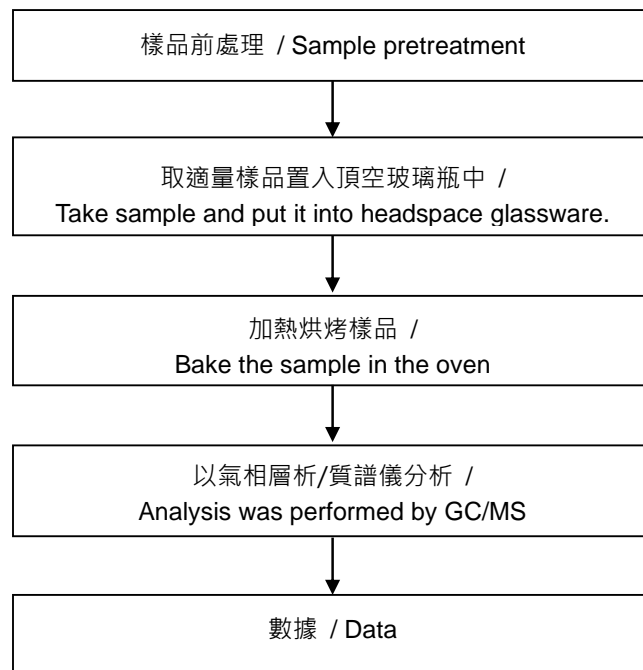 樣品前處理 / Sample pretreatment
取適量樣品置入頂空玻璃瓶中 /
Take sample and put it into headspace glassware.
加熱烘烤樣品 /
Bake the sample in the oven
以氣相層析/質譜儀分析 /
Analysis was performed by GC/MS
數據 / Data